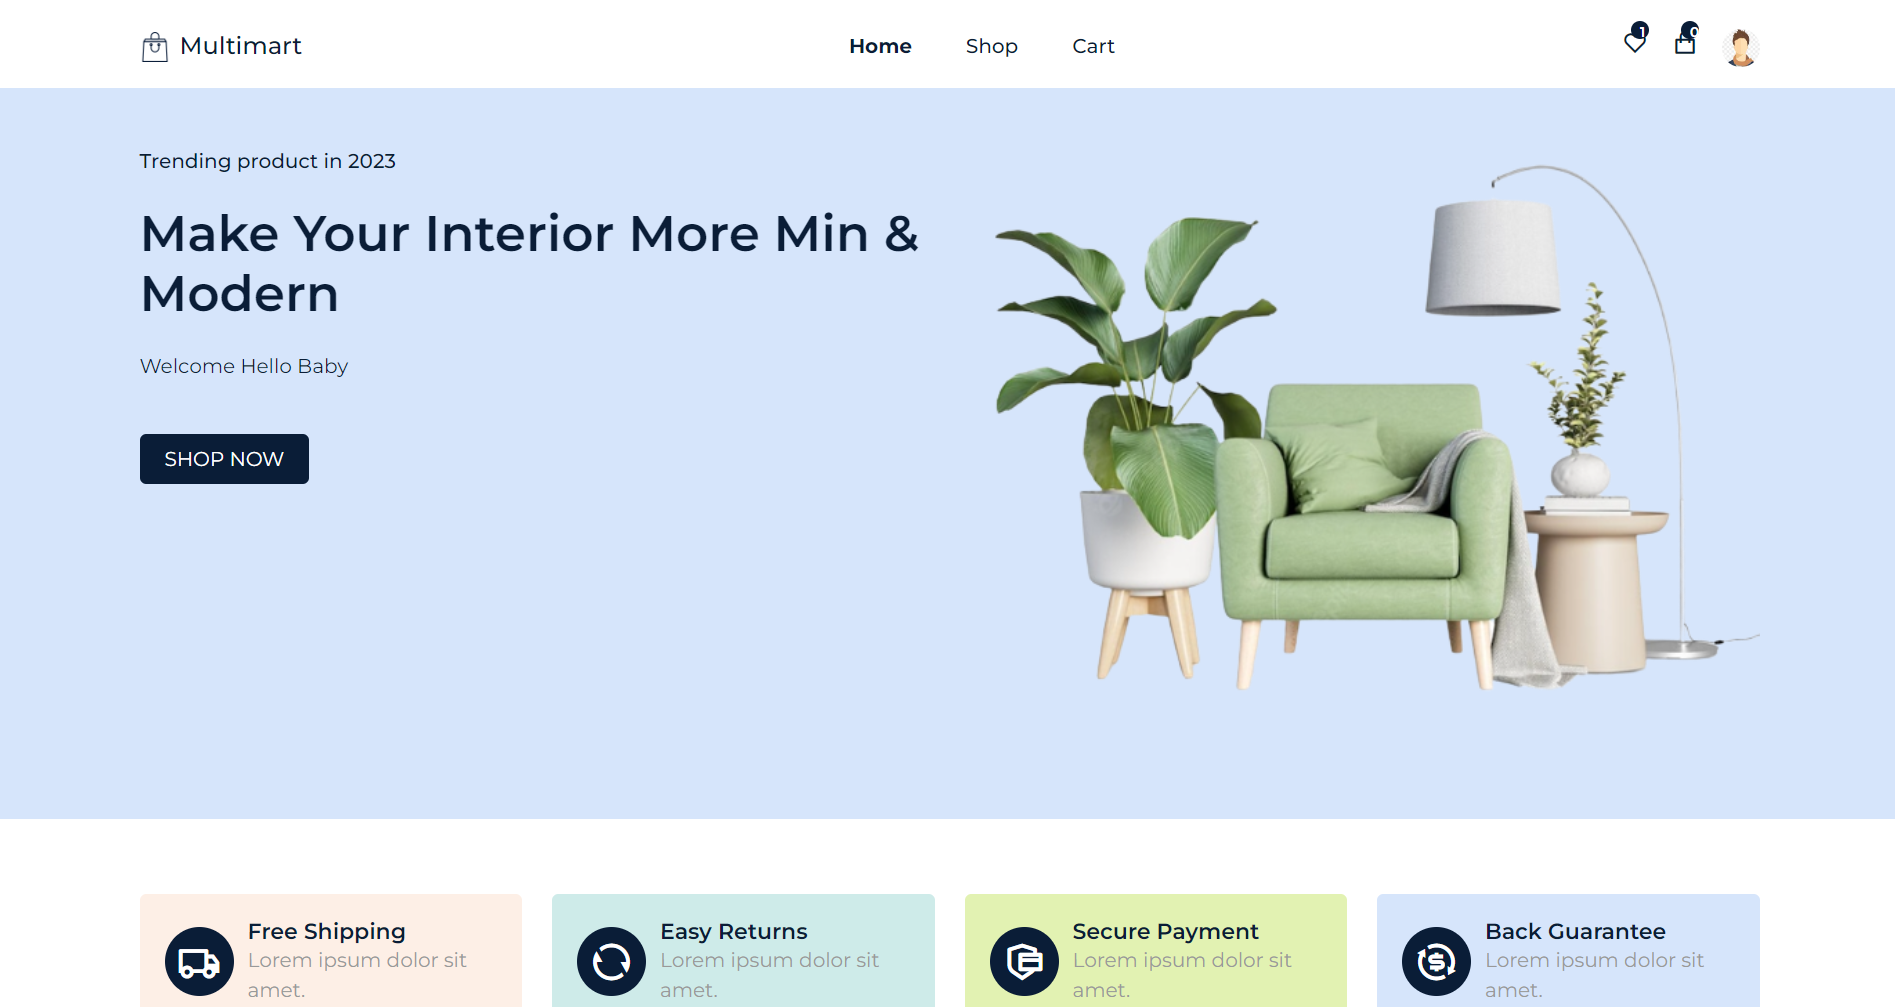 Multimart
Home Shop Cart
1 0
Trending product in 2023
Make Your Interior More Min &
Modern
Welcome Hello Baby
SHOP NOW
Free Shipping
Lorem ipsum dolor sit
amet.
Easy Returns
Lorem ipsum dolor sit
amet.
Secure Payment
Lorem ipsum dolor sit
amet.
Back Guarantee
Lorem ipsum dolor sit
amet.